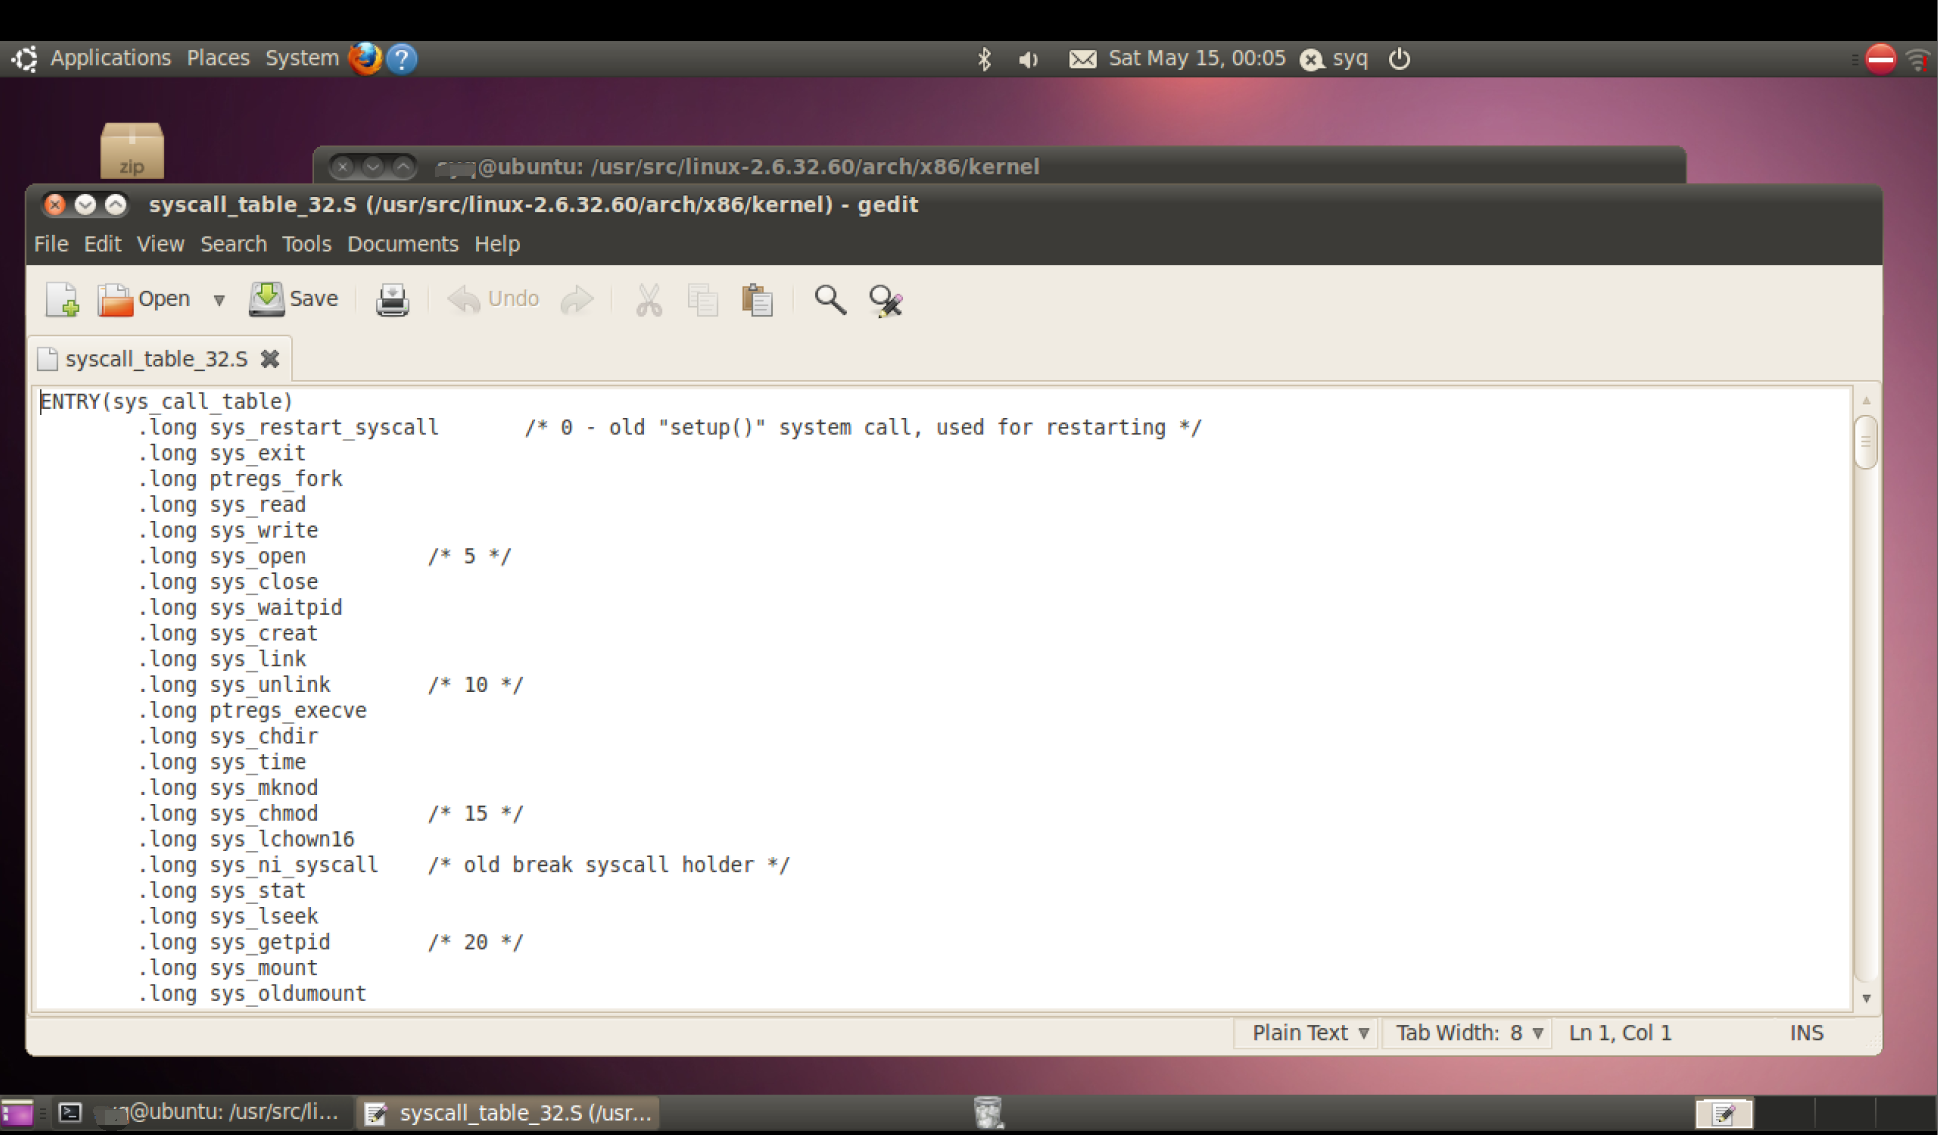 Applications Places System ? Sat May 15, 00:05 syq
zip
@ubuntu: /usr/src/linux-2.6.32.60/arch/x86/kernel
syscall_table_32.S (/usr/src/linux-2.6.32.60/arch/x86/kernel) - gedit
File Edit View Search Tools Documents Help
Open Save Undo
syscall_table_32.S
ENTRY(sys_call_table)
.long sys_restart_syscall /* 0 - old "setup()" system call, used for restarting */
.long sys_exit
.long ptregs_fork
.long sys_read
.long sys_write
.long sys_open /* 5 */
.long sys_close
.long sys_waitpid
.long sys_creat
.long sys_link
.long sys_unlink /* 10 */
.long ptregs_execve
.long sys_chdir
.long sys_time
.long sys_mknod
.long sys_chmod /* 15 */
.long sys_lchown16
.long sys_ni_syscall /* old break syscall holder */
.long sys_stat
.long sys_lseek
.long sys_getpid /* 20 */
.long sys_mount
.long sys_oldumount
Plain Text Tab Width: 8 Ln 1, Col 1 INS
@ubuntu: /usr/src/li... syscall_table_32.S (/usr...